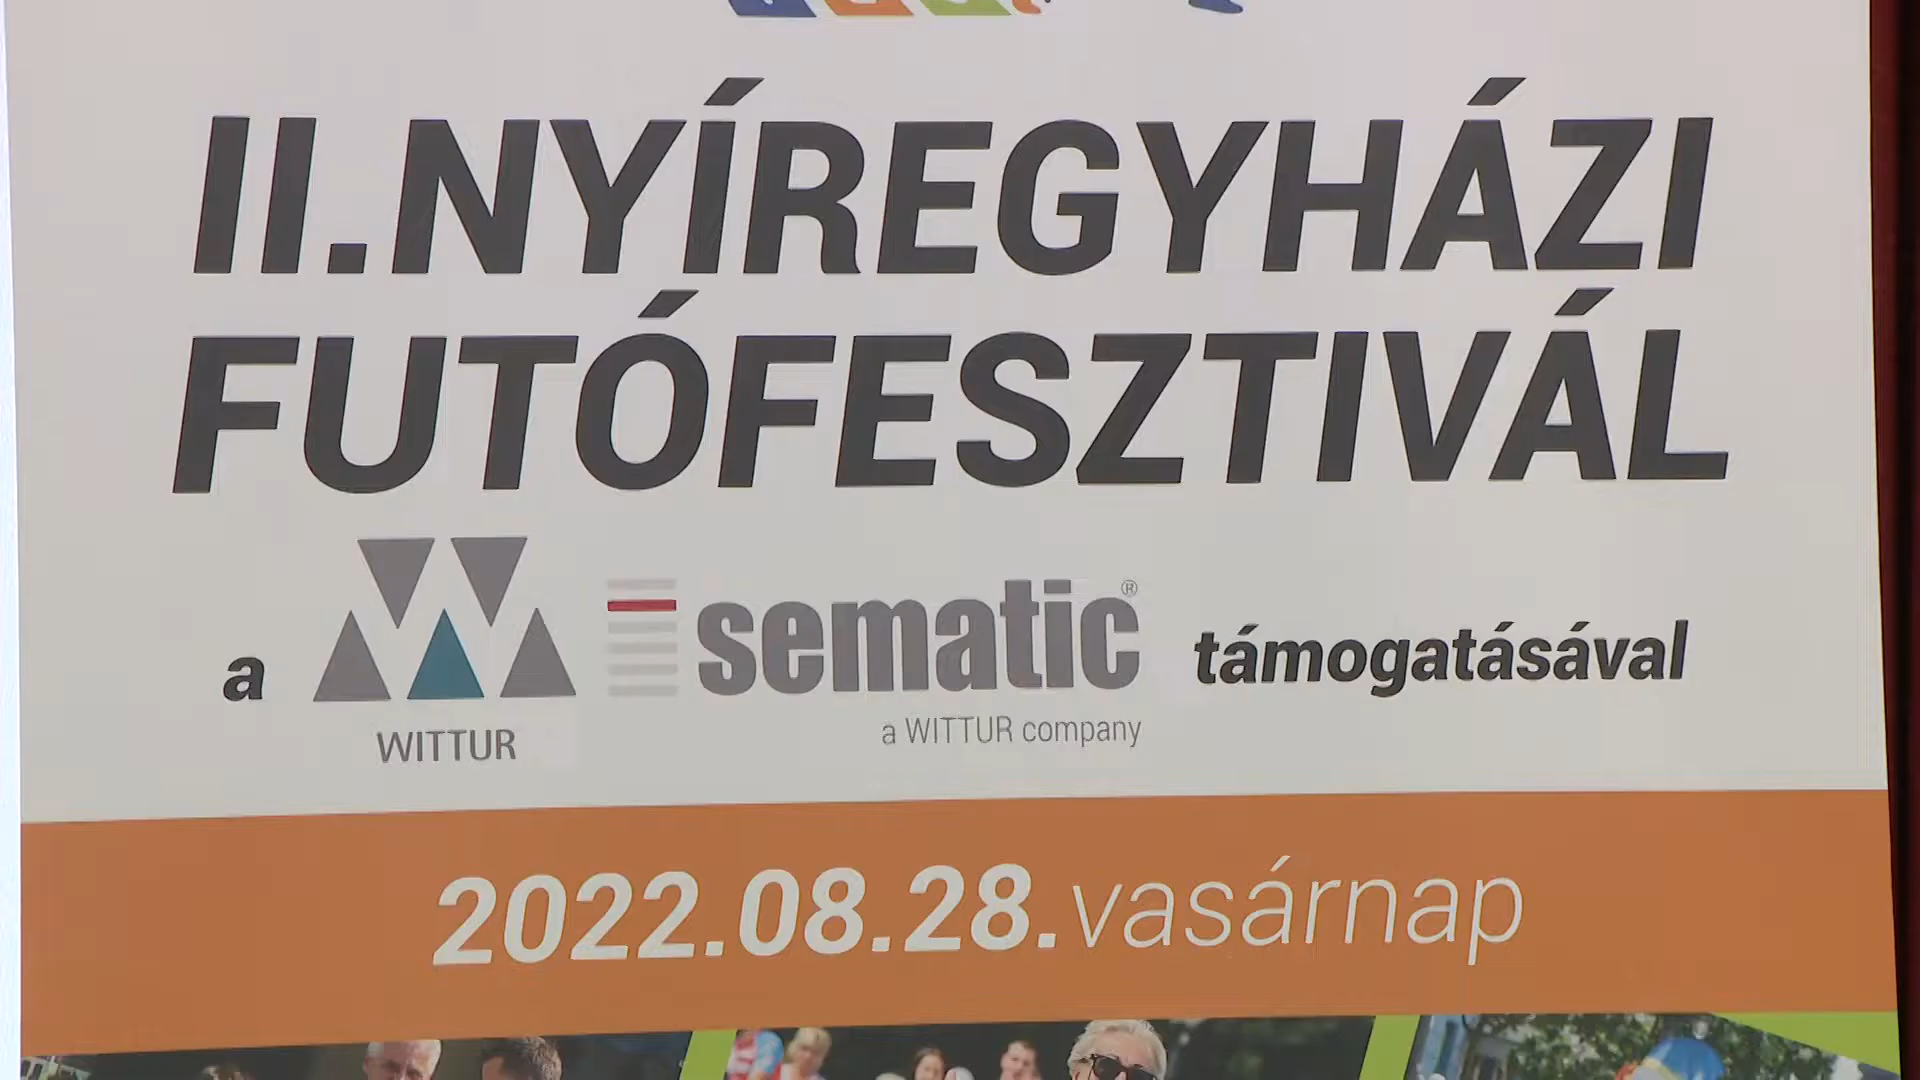 II. NYÍREGYHÁZI
FUTÓFESZTIVÁL
a WITTUR sematic® támogatásával
a WITTUR company
2022.08.28. vasárnap